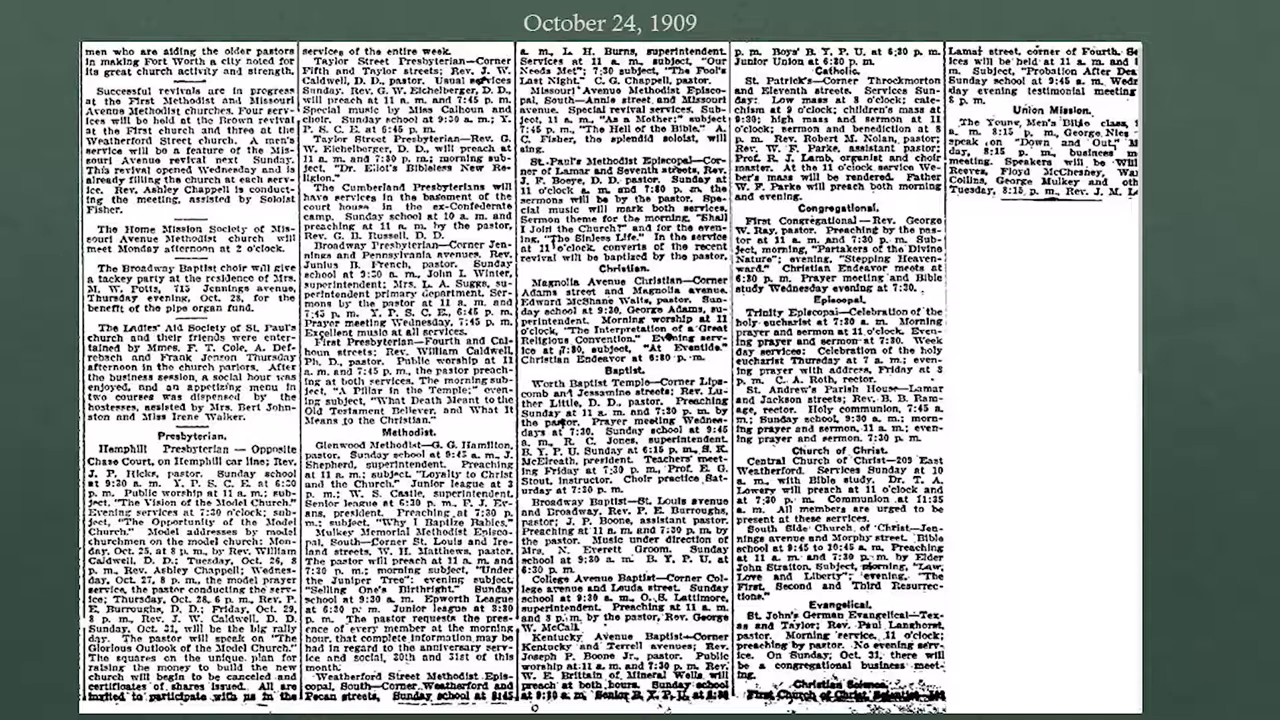 October 24, 1909
men who are aiding the older pastors
in making Fort Worth a city noted for
its great church activity and strength.
Successful revivals are in progress
at the First Methodist and Missouri
Avenue Methodist churches. Four serv-
ices will be held at the Brown revival
at the First church and three at the
Weatherford Street church. A men's
service will be a feature of the Mis-
souri Avenue revival next Sunday.
This revival opened Wednesday and is
already filling the church at each serv-
ice. Rev. Ashley Chappell is conduct-
ing the meeting, assisted by Soloist
Fisher.
The Home Mission Society of Mis-
souri Avenue Methodist church will
meet Monday afternoon at 2 o'clock.
The Broadway Baptist choir will give
a tackey party at the residence of Mrs.
M. W. Potts, 715 Jennings avenue,
Thursday evening, Oct. 28, for the
benefit of the pipe organ fund.
The Ladies' Aid Society of St. Paul's
church and their friends were enter-
tained by Mmes. F. T. Cole, A. Def-
rebach and Frank Jenson Thursday
afternoon in the church parlors. After
the business session, a social hour was
enjoyed, and an appetizing menu in
two courses was dispensed by the
hostesses, assisted by Mrs. Bert John-
ston and Miss Irene Walker.
Presbyterian.
Hemphill Presbyterian — Opposite
Chase Court, on Hemphill car line; Rev.
J. P. Hicks, pastor. Sunday school
at 9:30 a. m. Y. P. S. C. E. at 6:30
p. m. Public worship at 11 a. m.; sub-
ject, "The Vision of the Model Church."
Evening services at 7:30 o'clock; sub-
ject, "The Opportunity of the Model
Church." Model addresses by model
churchmen on the model church: Mon-
day, Oct. 25, at 8 p. m., by Rev. William
Caldwell, D. D.; Tuesday, Oct. 26, 8
p. m., Rev. Ashley Chappell; Wednes-
day, Oct. 27, 8 p. m., the model prayer
service, the pastor conducting the serv-
ice; Thursday, Oct. 28, 8 p. m., Rev. P.
E. Burroughs, D. D.; Friday, Oct. 29,
8 p. m., Rev. J. W. Caldwell, D. D.
Sunday, Oct. 31, will be the big rally
day. The pastor will speak on "The
Glorious Outlook of the Model Church."
The squares on the unique plan for
raising the money to build the new
church will begin to be canceled and
certificates of shares issued. All are
invited to participate with us in the
services of the entire week.
Taylor Street Presbyterian—Corner
Fifth and Taylor streets; Rev. J. W.
Caldwell, D. D., pastor. Usual services
Sunday. Rev. G. W. Eichelberger, D. D.,
will preach at 11 a. m. and 7:45 p. m.
Special music by Miss Calhoun and
choir. Sunday school at 9:30 a. m.; Y.
P. S. C. E. at 6:45 p. m.
Taylor Street Presbyterian—Rev. G.
W. Eichelberger, D. D., will preach at
11 a. m. and 7:30 p. m.; morning sub-
ject, "Dr. Eliot's Bibleless New Re-
ligion."
The Cumberland Presbyterians will
have services in the basement of the
court house in the ex-Confederate
camp. Sunday school at 10 a. m. and
preaching at 11 a. m. by the pastor,
Rev. G. H. Russell, D. D.
Broadway Presbyterian—Corner Jen-
nings and Pennsylvania avenues. Rev.
Junius B. French, pastor. Sunday
school at 9:30 a. m. John I. Winter,
superintendent; Mrs. L. A. Suggs, su-
perintendent primary department. Ser-
mons by the pastor at 11 a. m. and
7:45 p. m. Y. P. S. C. E., 6:45 p. m.
Prayer meeting Wednesday, 7:45 p. m.
Excellent music at all services.
First Presbyterian—Fourth and Cal-
houn streets; Rev. William Caldwell,
Ph. D., pastor. Public worship at 11
a. m. and 7:45 p. m., the pastor preach-
ing at both services. The morning sub-
ject, "A Pillar in the Temple;" even-
ing subject, "What Death Meant to the
Old Testament Believer, and What It
Means to the Christian."
Methodist.
Glenwood Methodist—G. G. Hamilton,
pastor. Sunday school at 9:45 a. m., J.
Shepherd, superintendent. Preaching
at 11 a. m.; subject, "Loyalty to Christ
and the Church." Junior league at 3
p. m.; W. S. Castle, superintendent.
Senior league at 6:30 p. m., P. J. Ev-
ans, president. Preaching at 7:30 p.
m.; subject, "Why I Baptize Babies."
Mulkey Memorial Methodist Episco-
pal, South—Corner St. Louis and Ire-
land streets. W. H. Matthews, pastor.
The pastor will preach at 11 a. m. and
7:30 p. m.; morning subject, "Under
the Juniper Tree"; evening subject,
"Selling One's Birthright." Sunday
school at 9:30 a. m. Epworth League
at 6:30 p. m. Junior league at 3:30
p. m. The pastor requests the pres-
ence of every member at the morning
hour, that complete information may be
had in regard to the anniversary serv-
ice and social, 30th and 31st of this
month.
Weatherford Street Methodist Epis-
copal, South—Corner Weatherford and
Pecan streets, Sunday school at 9:45
a. m., L. H. Burns, superintendent.
Services at 11 a. m., subject, "Our
Needs Met"; 7:30 subject, "The Fool's
Last Night." C. G. Chappell, pastor.
Missouri Avenue Methodist Episco-
pal, South—Annie street, and Missouri
avenue. Special revival services. Sub-
ject, 11 a. m., "As a Mother;" subject
7:45 p. m., "The Hell of the Bible." A.
C. Fisher, the splendid soloist, will
sing.
St. Paul's Methodist Episcopal—Cor-
ner of Lamar and Seventh streets, Rev.
J. F. Boeye, D. D. pastor. Sunday at
11 o'clock a. m. and 7:30 p. m. the
sermons will be by the pastor. Spe-
cial music will mark both services.
Sermon theme for the morning, "Shall
I Join the Church?" and for the even-
ing, "The Sinless Life." In the service
at 11 o'clock, converts of the recent
revival will be baptized by the pastor.
Christian.
Magnolia Avenue Christian—Corner
Adams street and Magnolia avenue.
Edward McShane Waits, pastor. Sun-
day school at 9:30, George Adams, su-
perintendent. Morning worship at 11
o'clock, "The Interpretation of a Great
Religious Convention." Evening serv-
ice at 7:30, subject, "At Eventide."
Christian Endeavor at 6:30 p. m.
Baptist.
Worth Baptist Temple—Corner Lips-
comb and Jessamine streets; Rev. Lu-
ther Little, D. D., pastor. Preaching
Sunday at 11 a. m. and 7:30 p. m. by
the pastor. Prayer meeting Wednes-
days at 7:30 p. m. Sunday school at 9:45
a. m., R. C. Jones, superintendent.
B. Y. P. U. Sunday at 6:15 p. m., S. K.
McElreath, president. Teachers' meet-
ing Friday at 7:30 p. m., Prof. E. G.
Stout, instructor. Choir practice Sat-
urday at 7:30 p. m.
Broadway Baptist—St. Louis avenue
and Broadway. Rev. P. E. Burroughs,
pastor; J. P. Boone, assistant pastor.
Preaching at 11 a. m. and 7:30 p. m. by
the pastor. Music under direction of
Mrs. N. Everett Groom. Sunday
school at 9:30 a. m. B. Y. P. U. at
6:30 p. m.
College Avenue Baptist—Corner Col-
lege avenue and Leuda street. Sunday
school at 9:30 a. m., O. S. Lattimore,
superintendent. Preaching at 11 a. m.
and 8 p. m. by the pastor, Rev. George
W. McCall.
Kentucky Avenue Baptist—Corner
Kentucky and Terrell avenues; Rev.
Joseph P. Boone Jr., pastor. Public
worship at 11 a. m. and 7:30 p. m. Rev.
W. E. Brittain of Mineral Wells will
preach at both hours. Sunday school
at 9:30 a. m. Senior B. Y. P. U. at 6:30
p. m. Boys' B. Y. P. U. at 6:30 p. m.
Junior Union at 6:30 p. m.
Catholic.
St. Patrick's—Corner Throckmorton
and Eleventh streets. Services Sun-
day: Low mass at 8 o'clock; cate-
chism at 9 o'clock; children's mass at
9:30; high mass and sermon at 11
o'clock; sermon and benediction at 8
p. m. Rev. Robert M. Nolan, pastor;
Rev. W. F. Parke, assistant pastor;
Prof. R. J. Lamb, organist and choir
master. At the 11 o'clock service We-
ber's mass will be rendered. Father
W. F. Parke will preach both morning
and evening.
Congregational.
First Congregational—Rev. George
W. Ray, pastor. Preaching by the pas-
tor at 11 a. m. and 7:30 p. m. Sub-
ject, morning, "Partakers of the Divine
Nature"; evening, "Stepping Heaven-
ward." Christian Endeavor meets at
6:30 p. m. Prayer meeting and Bible
study Wednesday evening at 7:30.
Episcopal.
Trinity Episcopal—Celebration of the
holy eucharist at 7:30 a. m. Morning
prayer and sermon at 11 o'clock. Even-
ing prayer and sermon at 7:30. Week
day services: Celebration of the holy
eucharist Thursday at 7 a. m.; even-
ing prayer with address, Friday at 8
p. m. C. A. Roth, rector.
St. Andrew's Parish House—Lamar
and Jackson streets; Rev. B. B. Ram-
age, rector. Holy communion, 7:45 a.
m.; Sunday school, 9:30 a. m.; morn-
ing prayer and sermon, 11 a. m.; even-
ing prayer and sermon, 7:30 p. m.
Church of Christ.
Central Church of Christ—209 East
Weatherford. Services Sunday at 10
a. m., with Bible study. Dr. T. A.
Lowery will preach at 11 o'clock and
at 7:30 p. m. Communion at 11:35
a. m. All members are urged to be
present at these services.
South Side Church of Christ—Jen-
nings avenue and Morphy street. Bible
school at 9:45 to 10:45 a. m. Preaching
at 11 a. m. and 7:30 p. m. by Elder
John Straiton. Subject, morning, "Law,
Love and Liberty"; evening, "The
First, Second and Third Resurrec-
tions."
Evangelical.
St. John's German Evangelical—Tex-
as and Taylor; Rev. Paul Langhorst,
pastor. Morning service, 11 o'clock;
preaching by pastor. No evening serv-
ice. On Sunday, Oct. 31, there will
be a congregational business meet-
ing.
Christian Science.
First Church of Christ, Scientist
Lamar street, corner of Fourth.
ices will be held at 11 a. m. and
m. Subject, "Probation After
Sunday school at 9:45 a. m.
day evening testimonial meeting
8 p. m.
Union Mission.
The Young Men's Bible class,
a. m. 8:15 p. m., George Nies
speak on "Down and Out."
day, 8:15 p. m., business
meeting. Speakers will be
Reaves, Floyd McChesney,
Collins, George Mulkey and
Tuesday, 8:15 p. m., Rev. J. M.